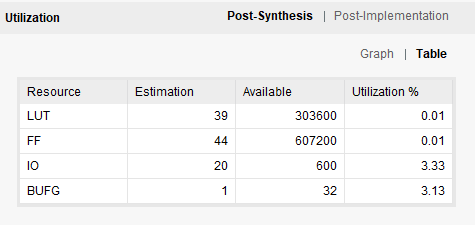 Utilization Post-Synthesis | Post-Implementation
Graph | Table
Resource Estimation Available Utilization %
LUT 39 303600 0.01
FF 44 607200 0.01
IO 20 600 3.33
BUFG 1 32 3.13